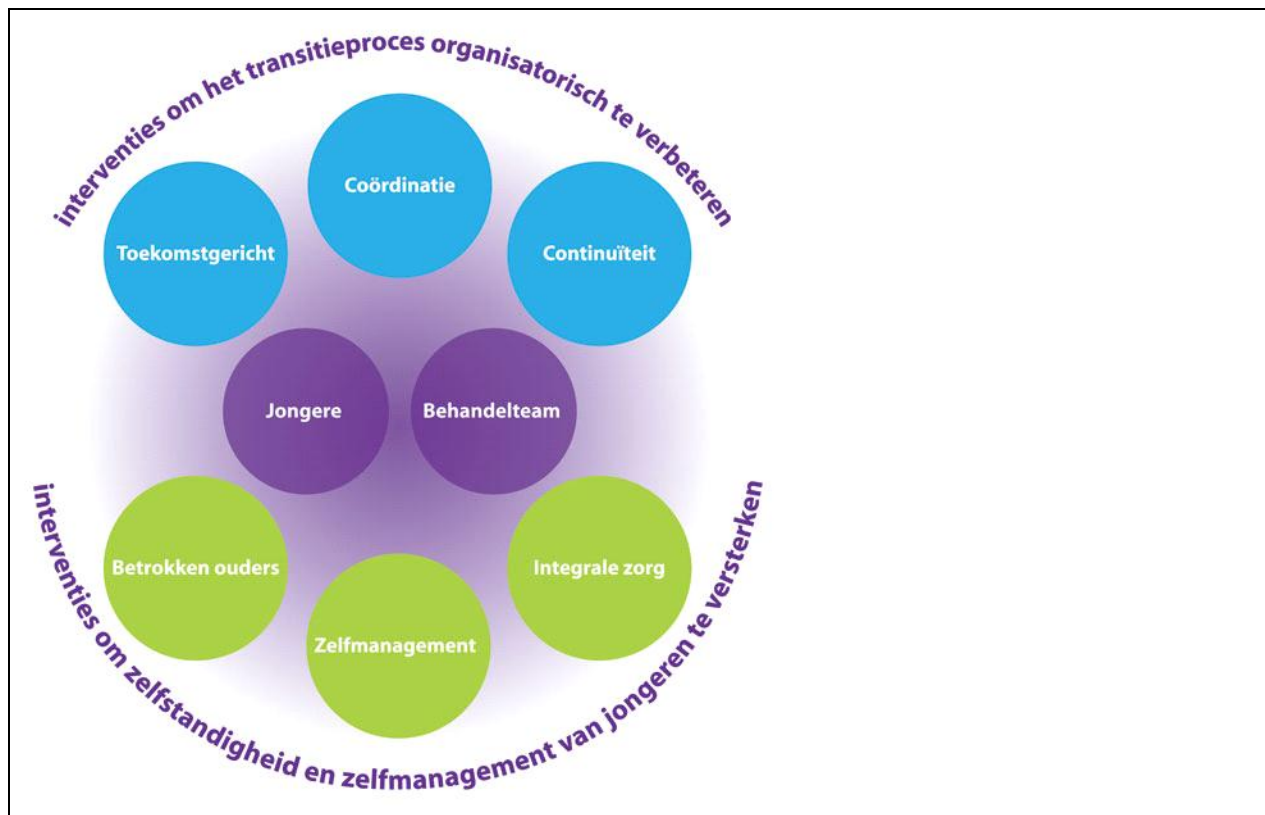 interventies om het transitieproces organisatorisch te verbeteren
Coördinatie
Toekomstgericht
Continuïteit
Jongere
Behandelteam
Betrokken ouders
Integrale zorg
Zelfmanagement
interventies om zelfstandigheid en zelfmanagement van jongeren te versterken